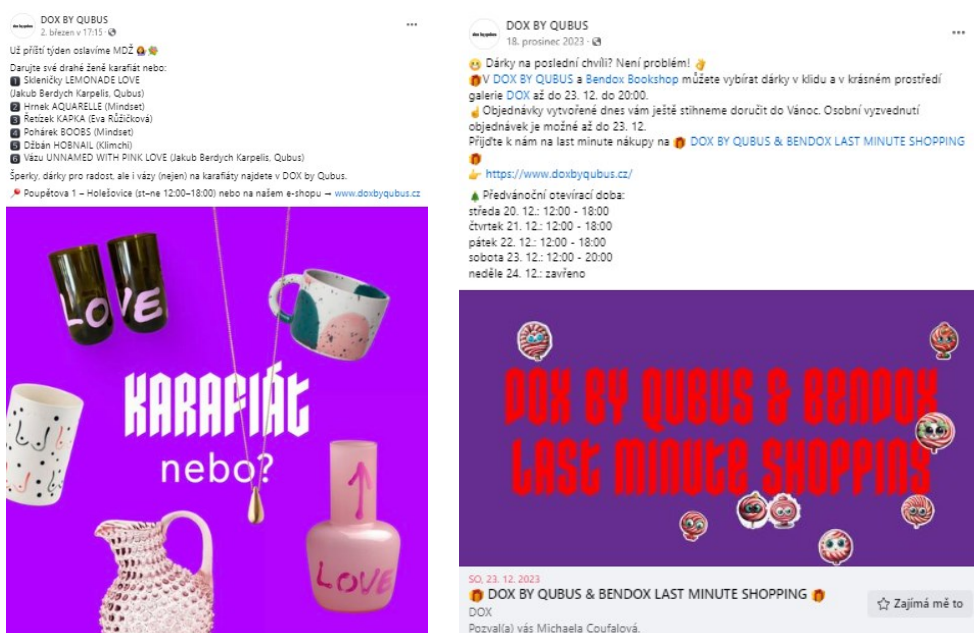 DOX BY QUBUS
2. březen v 17:15
Už příští týden oslavíme MDŽ
Darujte své drahé ženě karafiát nebo:
1 Skleničky LEMONADE LOVE
(Jakub Berdych Karpelis, Qubus)
2 Hrnek AQUARELLE (Mindset)
3 Řetízek KAPKA (Eva Růžičková)
4 Pohárek BOOBS (Mindset)
5 Džbán HOBNAIL (Klimchi)
6 Vázu UNNAMED WITH PINK LOVE (Jakub Berdych Karpelis, Qubus)
Šperky, dárky pro radost, ale i vázy (nejen) na karafiáty najdete v DOX by Qubus.
Poupětova 1 – Holešovice (st–ne 12:00–18:00) nebo na našem e-shopu → www.doxbyqubus.cz
LOVE
KARAFIÁT
nebo?
LOVE
DOX BY QUBUS
18. prosinec 2023
Dárky na poslední chvíli? Není problém!
V DOX BY QUBUS a Bendox Bookshop můžete vybírat dárky v klidu a v krásném prostředí
galerie DOX až do 23. 12. do 20:00.
Objednávky vytvořené dnes vám ještě stihneme doručit do Vánoc. Osobní vyzvednutí
objednávek je možné až do 23. 12.
Přijďte k nám na last minute nákupy na DOX BY QUBUS & BENDOX LAST MINUTE SHOPPING
https://www.doxbyqubus.cz/
Předvánoční otevírací doba:
středa 20. 12.: 12:00 - 18:00
čtvrtek 21. 12.: 12:00 - 18:00
pátek 22. 12.: 12:00 - 18:00
sobota 23. 12.: 12:00 - 20:00
neděle 24. 12.: zavřeno
DOX BY QUBUS & BENDOX
LAST MINUTE SHOPPING
SO, 23. 12. 2023
DOX BY QUBUS & BENDOX LAST MINUTE SHOPPING
DOX
Zajímá mě to
Pozval(a) vás Michaela Coufalová.